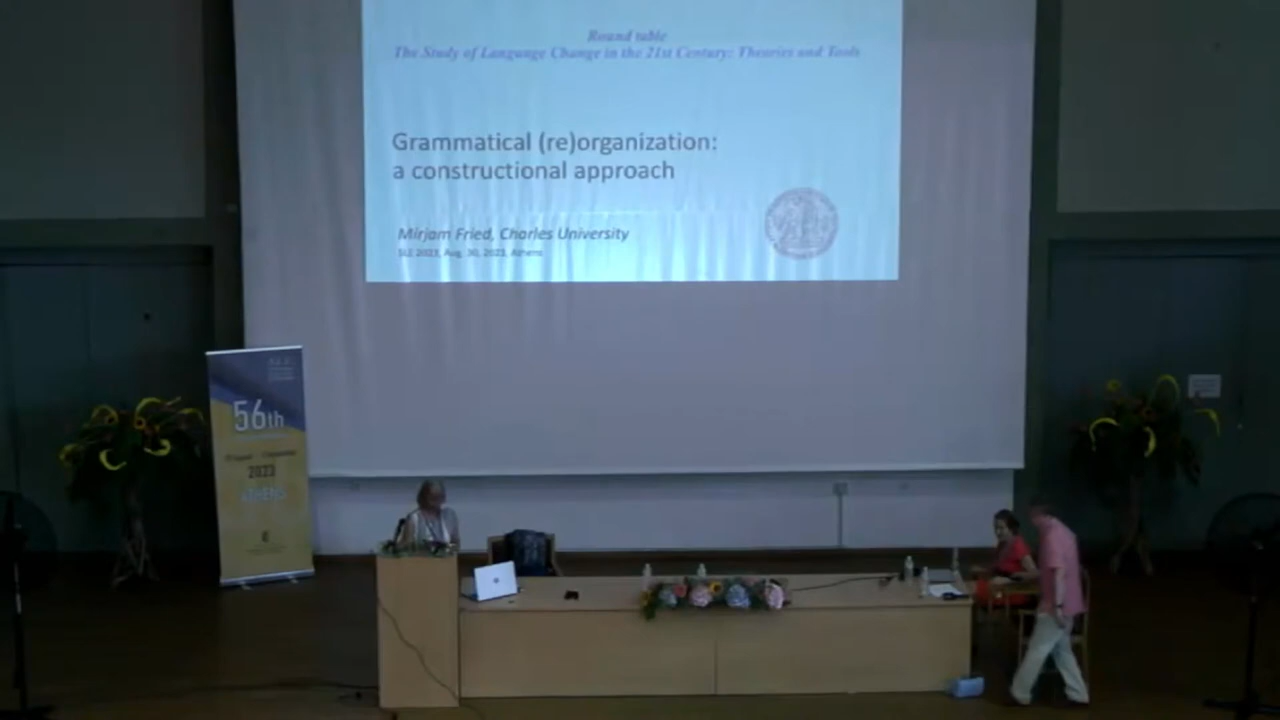 Round table
The Study of Language Change in the 21st Century: Theories and Tools
Grammatical (re)organization:
a constructional approach
Mirjam Fried, Charles University
SLE 2023, Aug. 30, 2023, Athens
56th
2023
ATHENS